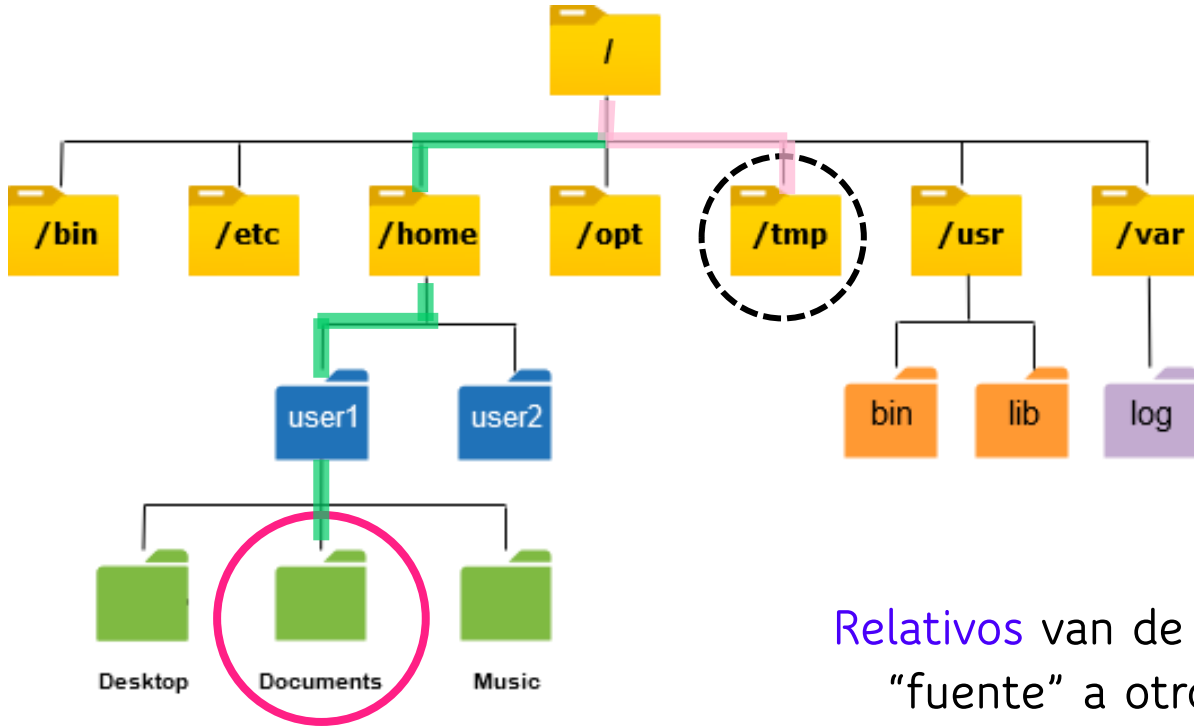 /
/bin /etc /home /opt /tmp /usr /var
user1 user2 bin lib log
Desktop Documents Music
Relativos van de
“fuente” a otro